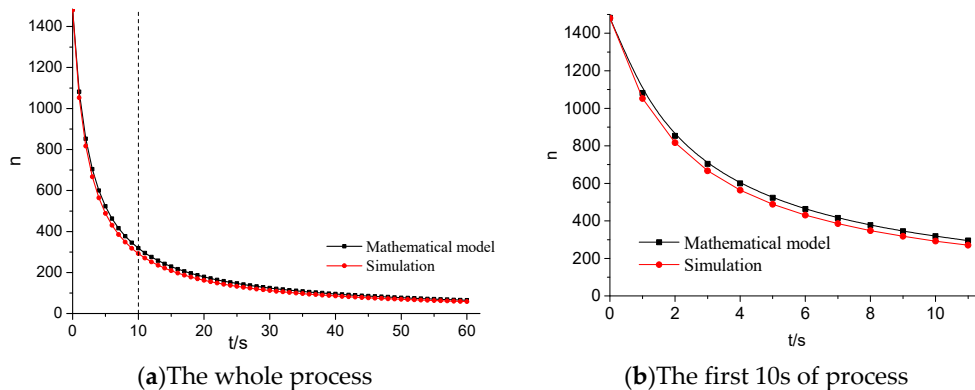 1400
1200
1000
800
600
400
200
0
n
0 10 20 30 40 50 60
t/s
Mathematical model
Simulation
(a)The whole process
1400
1200
1000
800
600
400
200
0
n
0 2 4 6 8 10
t/s
Mathematical model
Simulation
(b)The first 10s of process